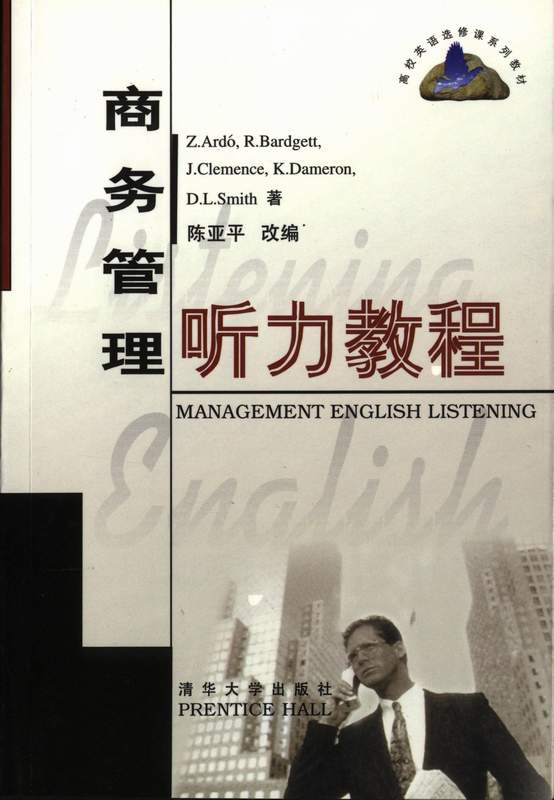 高校英语选修课系列教材
商务管理
Z.Ardó, R.Bardgett,
J.Clemence, K.Dameron,
D.L.Smith 著
陈亚平 改编
Listening
听力教程
MANAGEMENT ENGLISH LISTENING
English
清华大学出版社
PRENTICE HALL